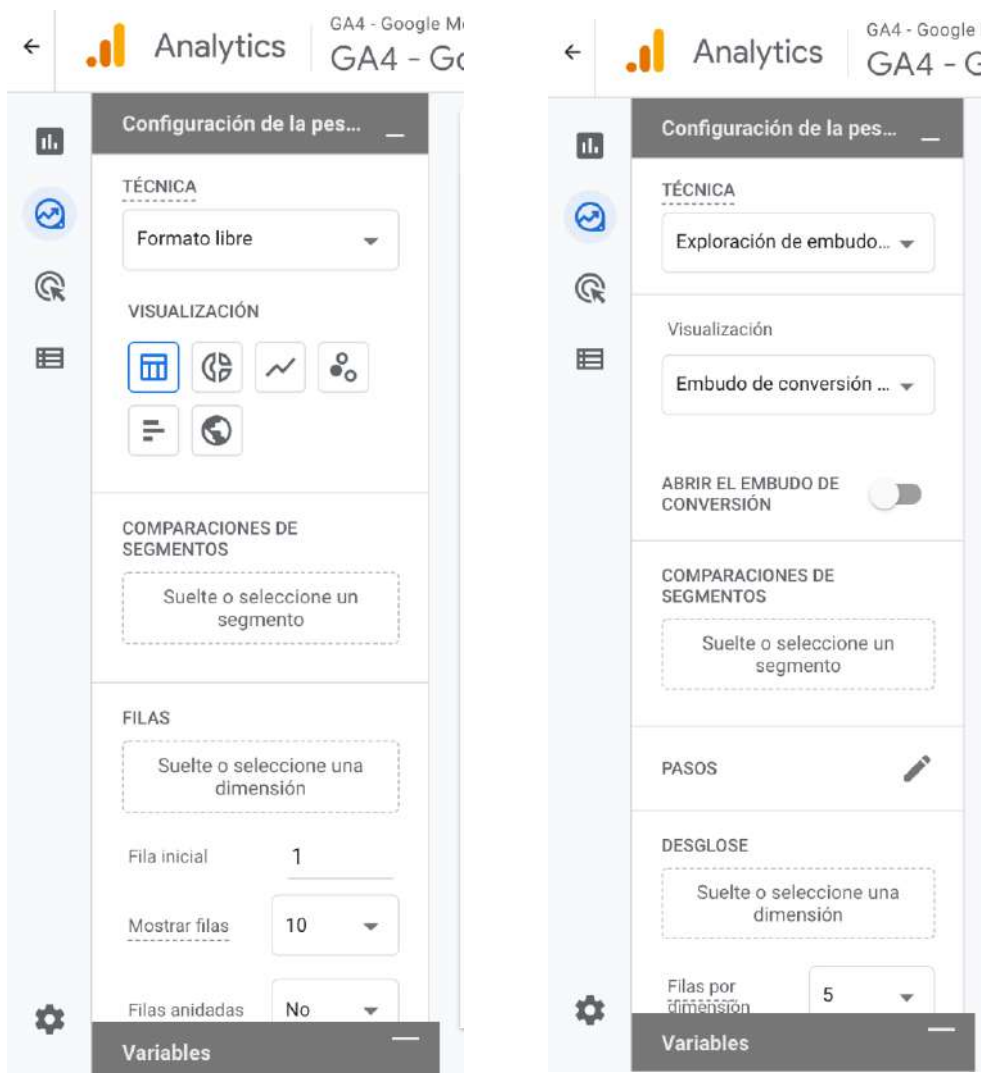 GA4 - Google M
Analytics
GA4 - Go
Configuración de la pes...
TÉCNICA
Formato libre
VISUALIZACIÓN
COMPARACIONES DE
SEGMENTOS
Suelte o seleccione un
segmento
FILAS
Suelte o seleccione una
dimensión
Fila inicial 1
Mostrar filas 10
Filas anidadas No
Variables
GA4 - Google
Analytics
GA4 - G
Configuración de la pes...
TÉCNICA
Exploración de embudo...
Visualización
Embudo de conversión ...
ABRIR EL EMBUDO DE
CONVERSIÓN
COMPARACIONES DE
SEGMENTOS
Suelte o seleccione un
segmento
PASOS
DESGLOSE
Suelte o seleccione una
dimensión
Filas por
dimensión
5
Variables